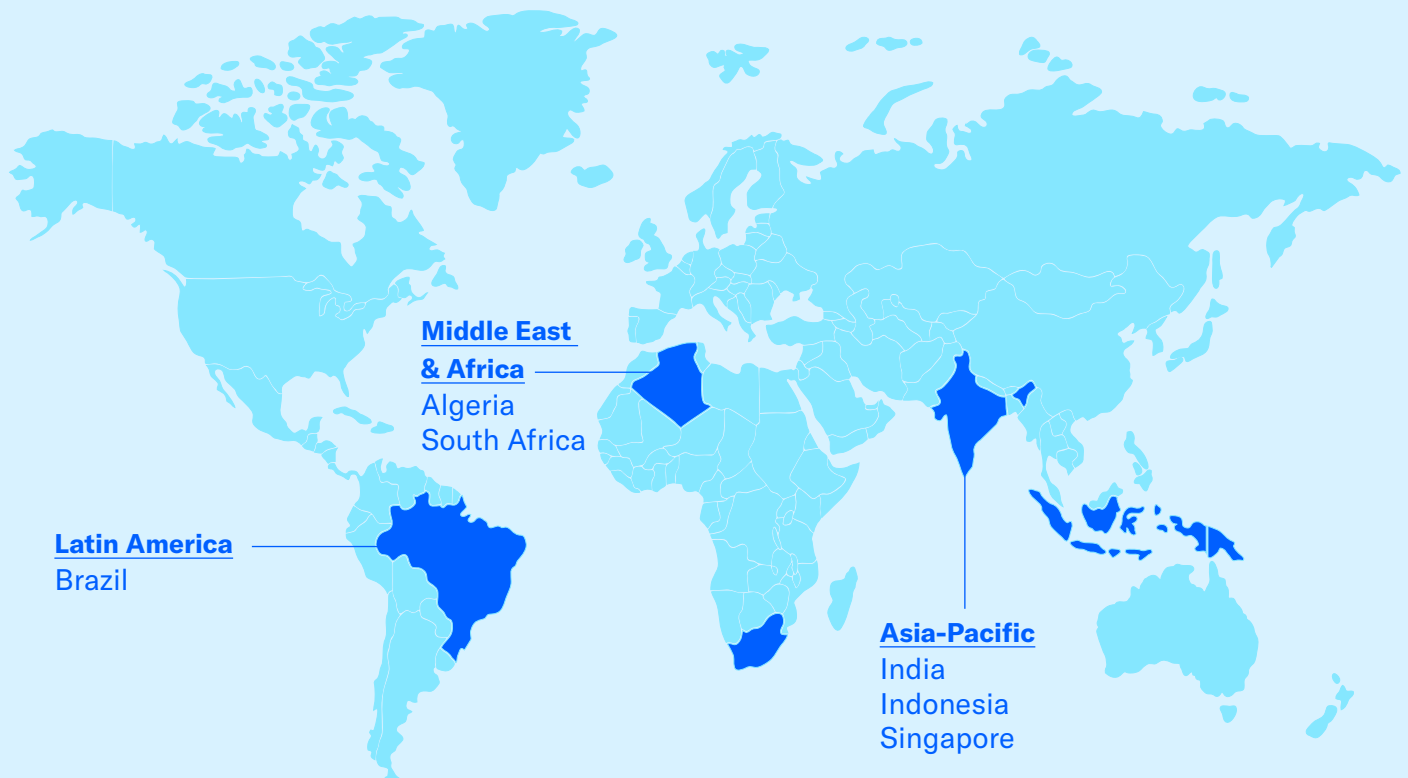 Middle East
& Africa
Algeria
South Africa
Latin America
Brazil
Asia-Pacific
India
Indonesia
Singapore